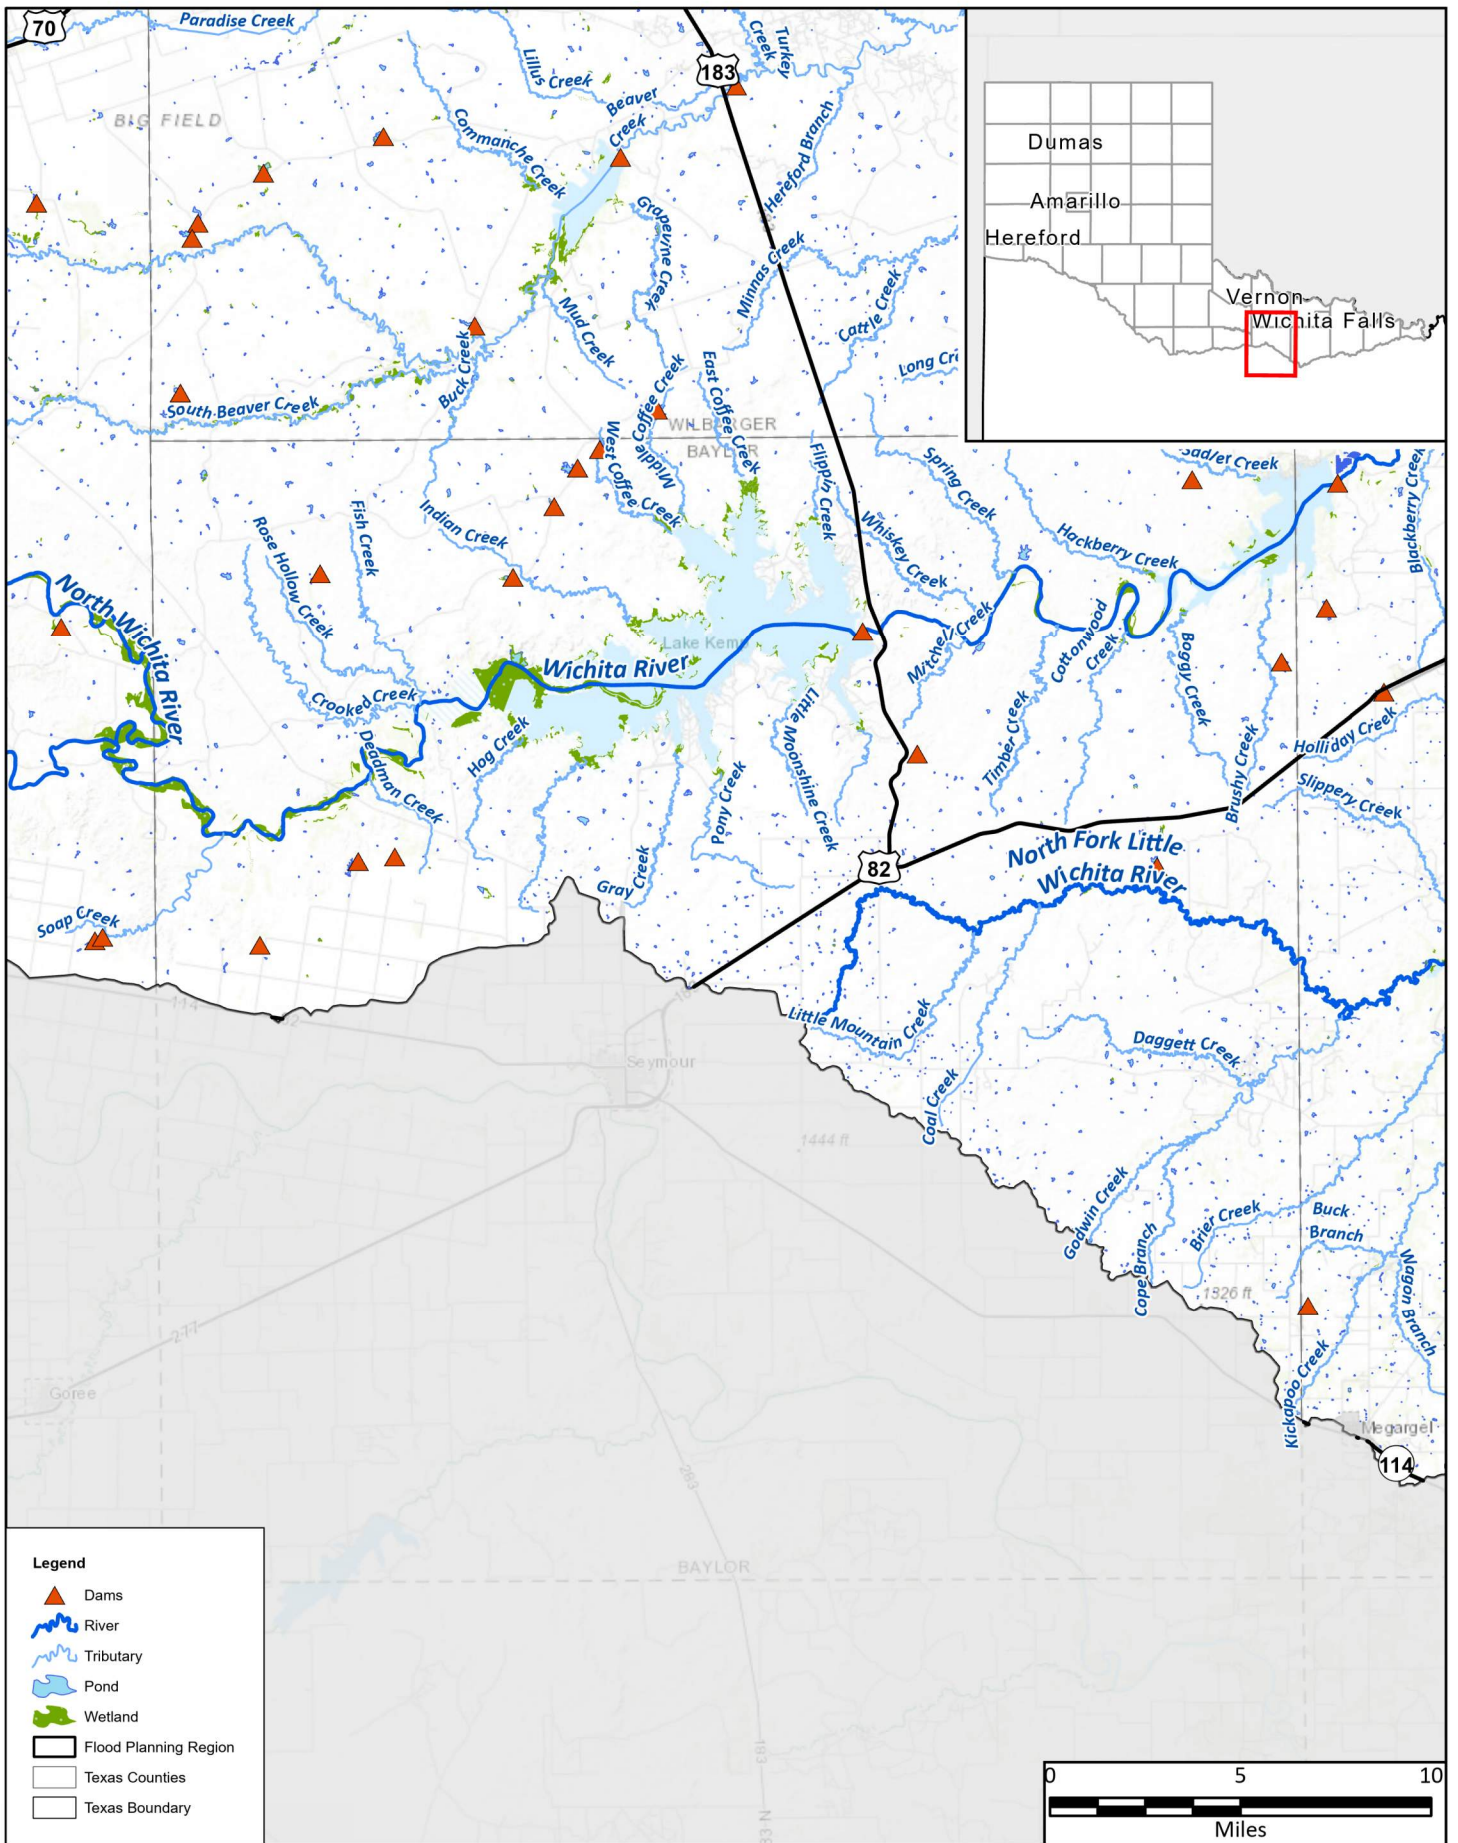 70
Paradise Creek
Turkey
Creek
183
Lillus Creek
Beaver
Creek
BIG FIELD
Commanche Creek
Hereford Branch
Dumas
Amarillo
Hereford
Vernon
Wichita Falls
Grapevine Creek
Minnas Creek
Mud Creek
Cattle Creek
Buck Creek
Long Cr
South Beaver Creek
Middle Coffee Creek
East Coffee Creek
WILBARGER
BAYLOR
West Coffee Creek
Flippin Creek
Spring Creek
Sadler Creek
Blackberry Creek
Indian Creek
Fish Creek
Rose Hollow Creek
Whiskey Creek
Hackberry Creek
North Wichita River
Lake Kemp
Wichita River
Mitchell Creek
Cottonwood
Creek
Boggy Creek
Crooked Creek
Deadman Creek
Hog Creek
Little Moonshine Creek
Timber Creek
Brushy Creek
Holliday Creek
Slippery Creek
Pony Creek
82
North Fork Little
Wichita River
Gray Creek
Soap Creek
114
Little Mountain Creek
Daggett Creek
Seymour
Coal Creek
1444 ft
Godwin Creek
Cope Branch
Brier Creek
Buck
Branch
Wagon Branch
1326 ft
277
Goree
Kickapoo Creek
Megargel
114
283
BAYLOR
Legend
Dams
River
Tributary
Pond
Wetland
Flood Planning Region
Texas Counties
Texas Boundary
0 5 10
Miles